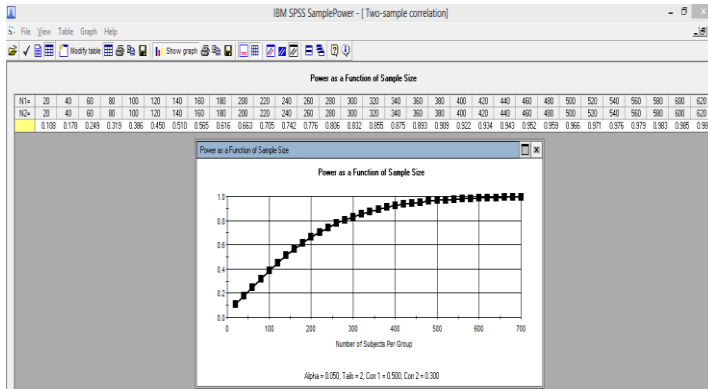 IBM SPSS SamplePower - [ Two-sample correlation]
File View Table Graph Help
Modify table Show graph
Power as a Function of Sample Size
N1= 20 40 60 80 100 120 140 160 180 200 220 240 260 280 300 320 340 360 380 400 420 440 460 480 500 520 540 560 580 600 620
N2= 20 40 60 80 100 120 140 160 180 200 220 240 260 280 300 320 340 360 380 400 420 440 460 480 500 520 540 560 580 600 620
0.108 0.178 0.249 0.319 0.386 0.450 0.510 0.565 0.616 0.663 0.705 0.742 0.776 0.806 0.832 0.855 0.875 0.893 0.909 0.922 0.934 0.943 0.952 0.959 0.966 0.971 0.976 0.979 0.983 0.985 0.98
Power as a Function of Sample Size
Power as a Function of Sample Size
1.0
0.8
0.6
0.4
0.2
0.0
0 100 200 300 400 500 600 700
Number of Subjects Per Group
Alpha = 0.050, Tails = 2, Corr 1 = 0.500, Corr 2 = 0.300